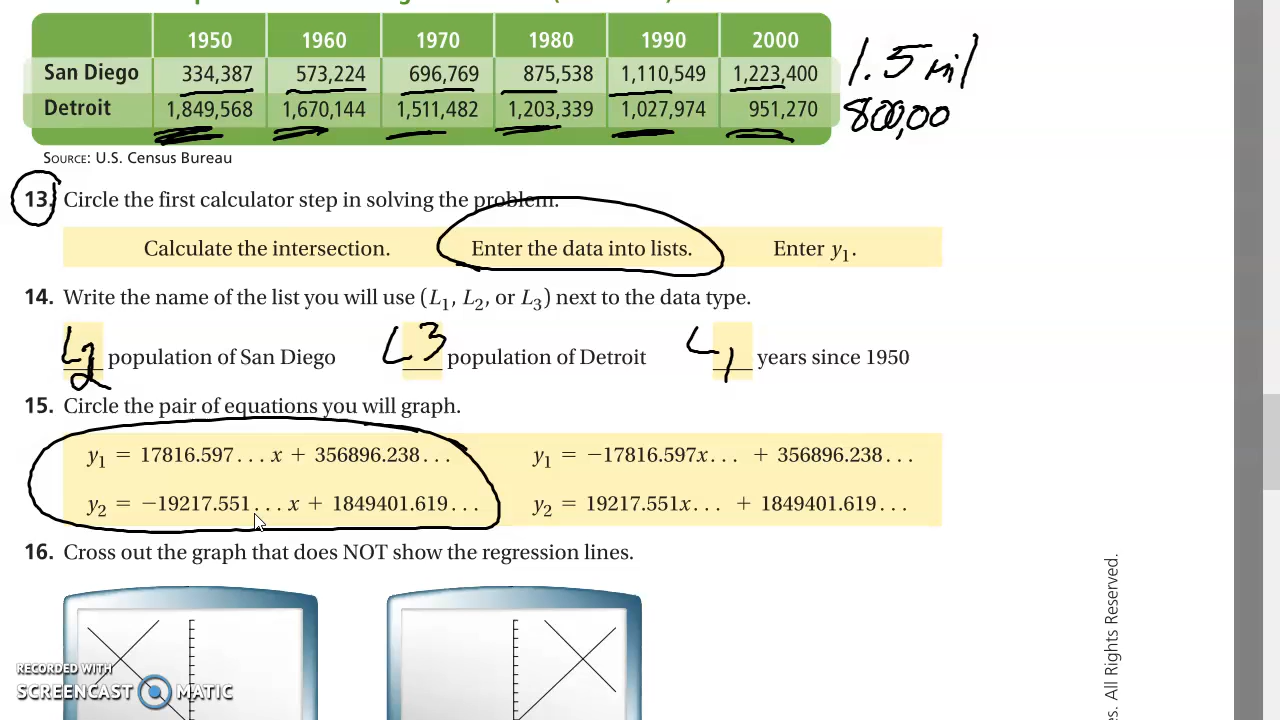 1950 1960 1970 1980 1990 2000
San Diego 334,387 573,224 696,769 875,538 1,110,549 1,223,400 1.5 mil
Detroit 1,849,568 1,670,144 1,511,482 1,203,339 1,027,974 951,270 800,00
SOURCE: U.S. Census Bureau
13. Circle the first calculator step in solving the problem.
Calculate the intersection. Enter the data into lists. Enter y₁.
14. Write the name of the list you will use (L₁, L₂, or L₃) next to the data type.
L2 population of San Diego L3 population of Detroit L1 years since 1950
15. Circle the pair of equations you will graph.
y₁ = 17816.597 . . . x + 356896.238 . . . y₁ = −17816.597x . . . + 356896.238 . . .
y₂ = −19217.551 . . . x + 1849401.619 . . . y₂ = 19217.551x . . . + 1849401.619 . . .
16. Cross out the graph that does NOT show the regression lines.
es. All Rights Reserved.
RECORDED WITH
SCREENCAST MATIC